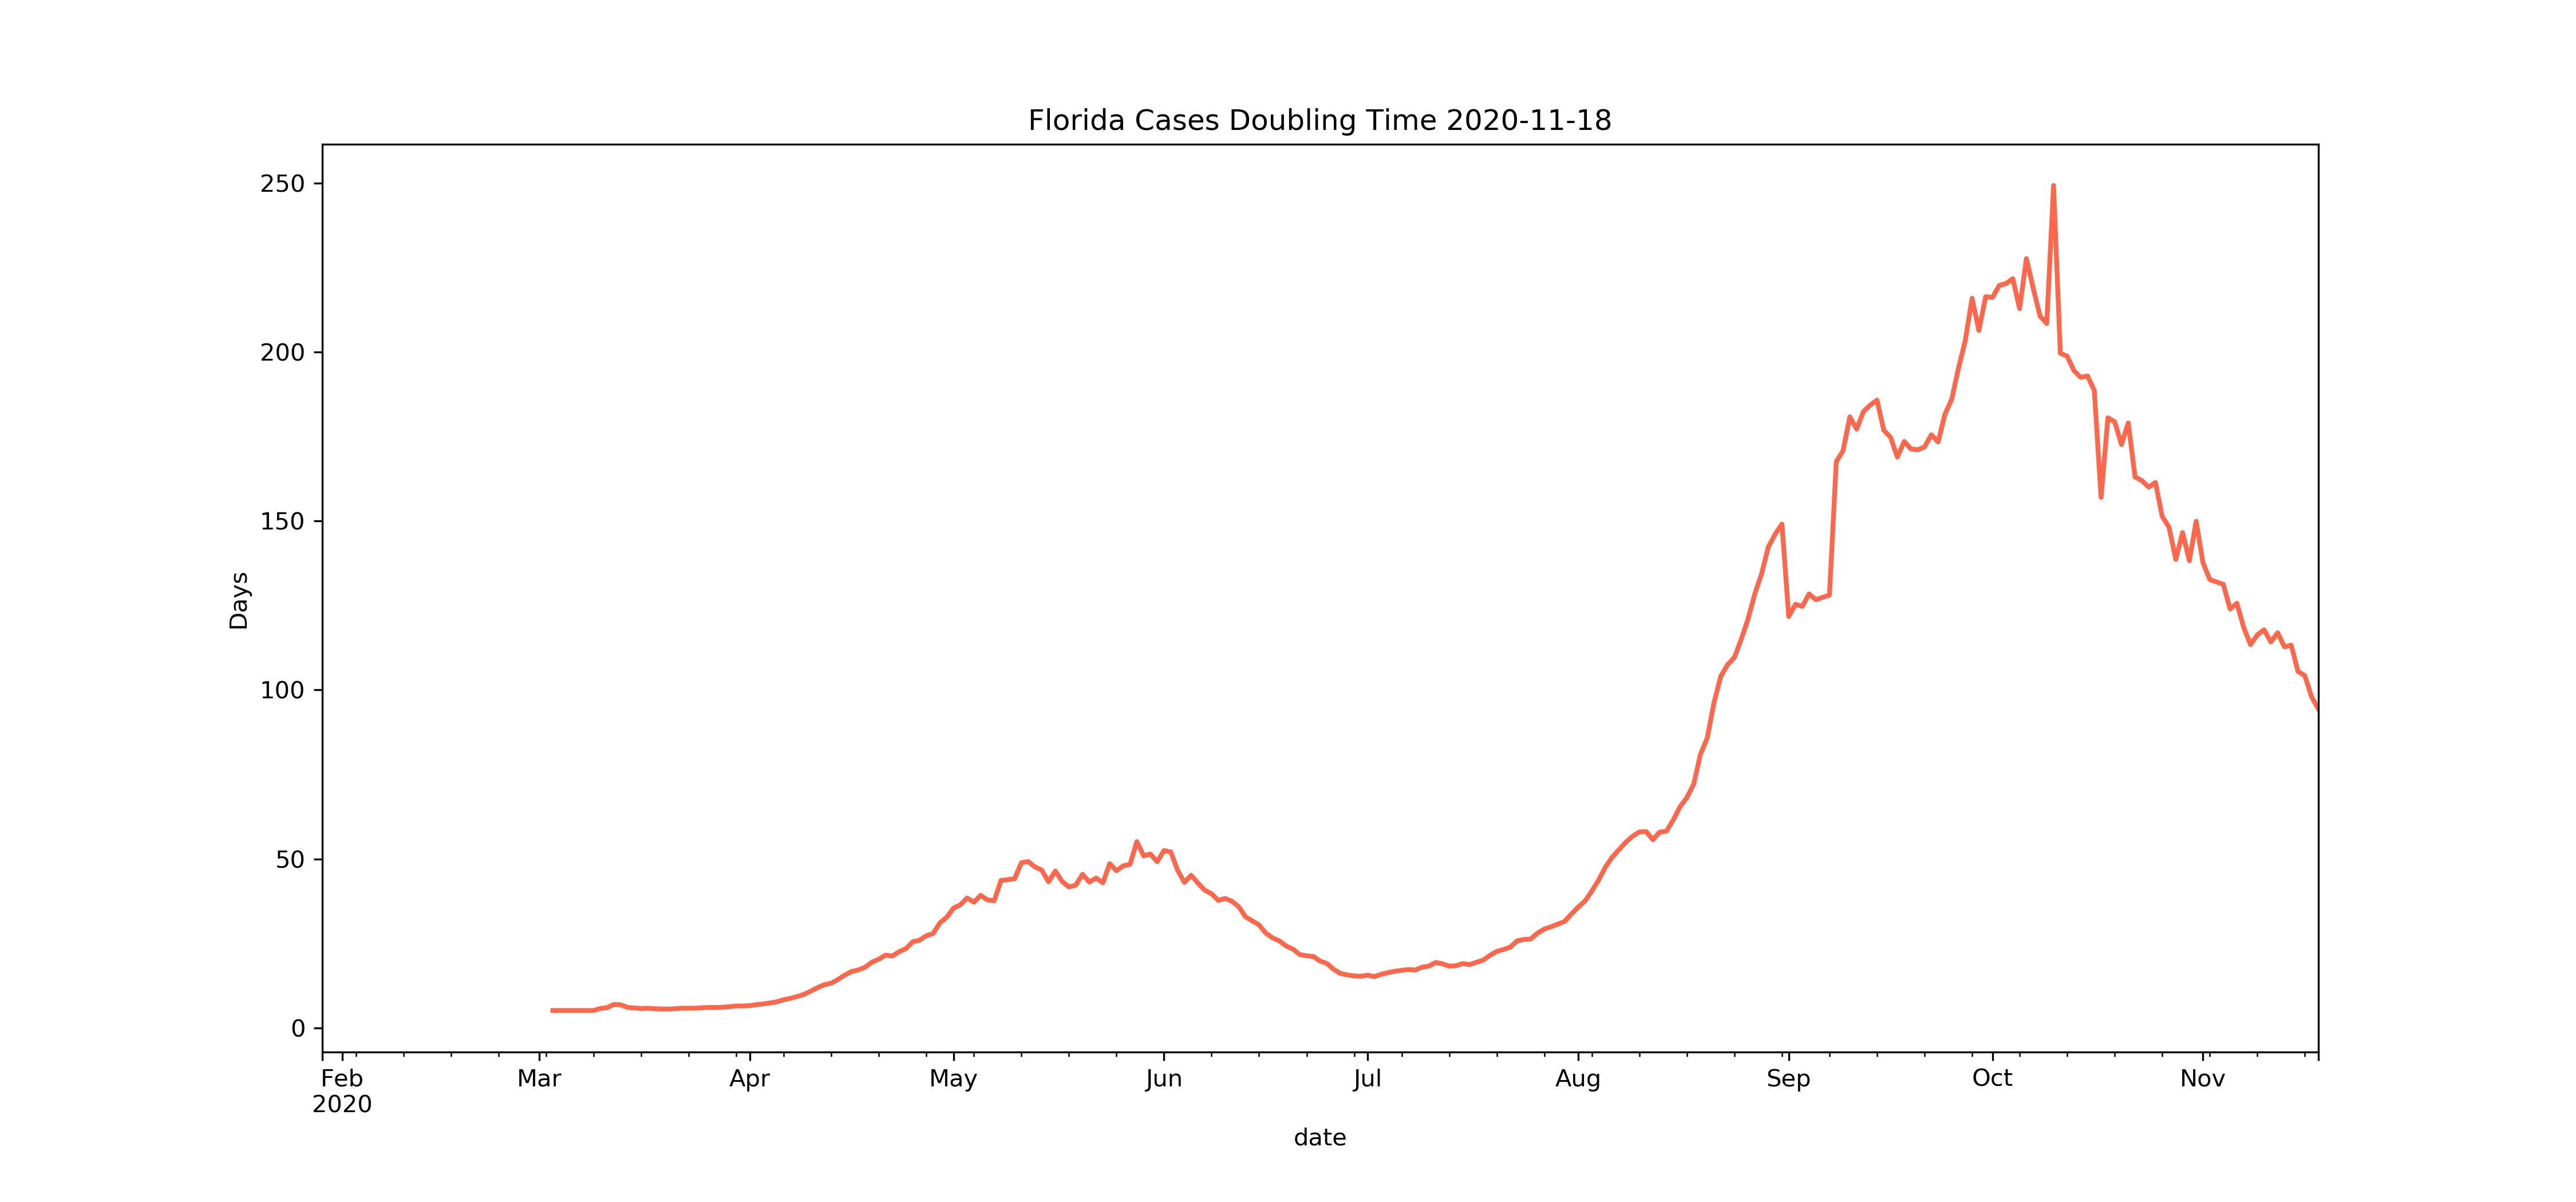 Florida Cases Doubling Time 2020-11-18
250
200
150
100
50
0
Days
Feb Mar Apr May Jun Jul Aug Sep Oct Nov
2020
date